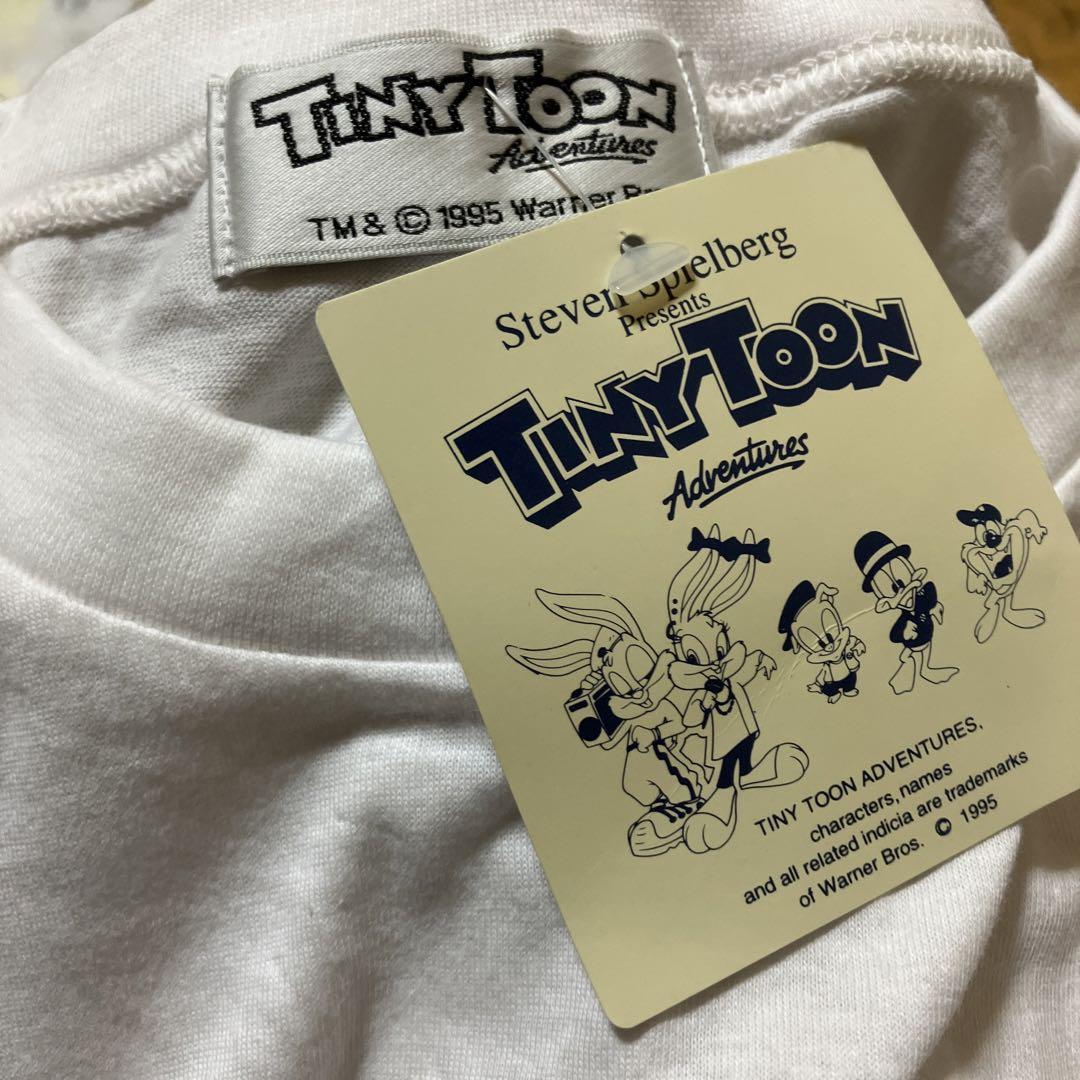 TINY TOON
Adventures
TM & © 1995 Warner
Steven Spielberg
Presents
TINY TOON
Adventures
TINY TOON ADVENTURES,
characters, names
and all related indicia are trademarks
of Warner Bros. © 1995